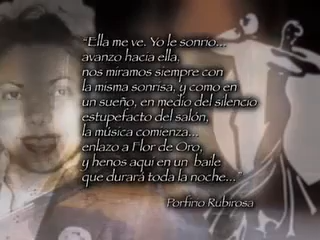 "Ella me ve. Yo le sonrio...
avanzo hacia ella,
nos miramos siempre con
la misma sonrisa, y como en
un sueño, en medio del silencio
estupefacto del salón,
la música comienza...
enlazo a Flor de Oro,
y henos aqui en un baile
que durará toda la noche..."
Porfirio Rubirosa